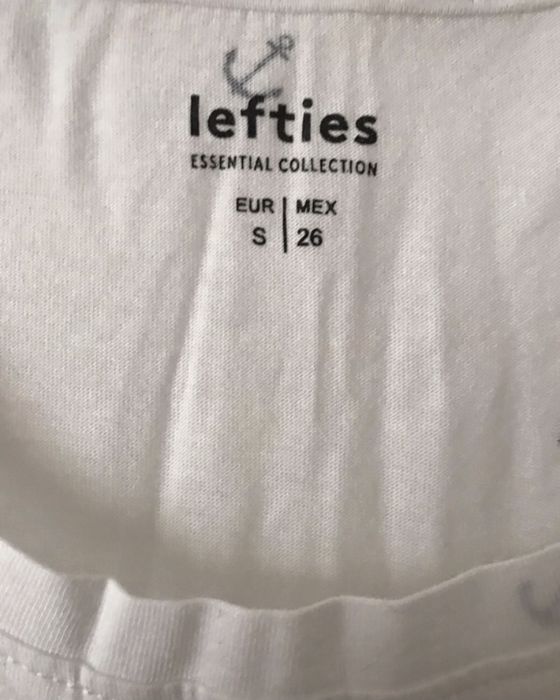 lefties
ESSENTIAL COLLECTION
EUR | MEX
S | 26